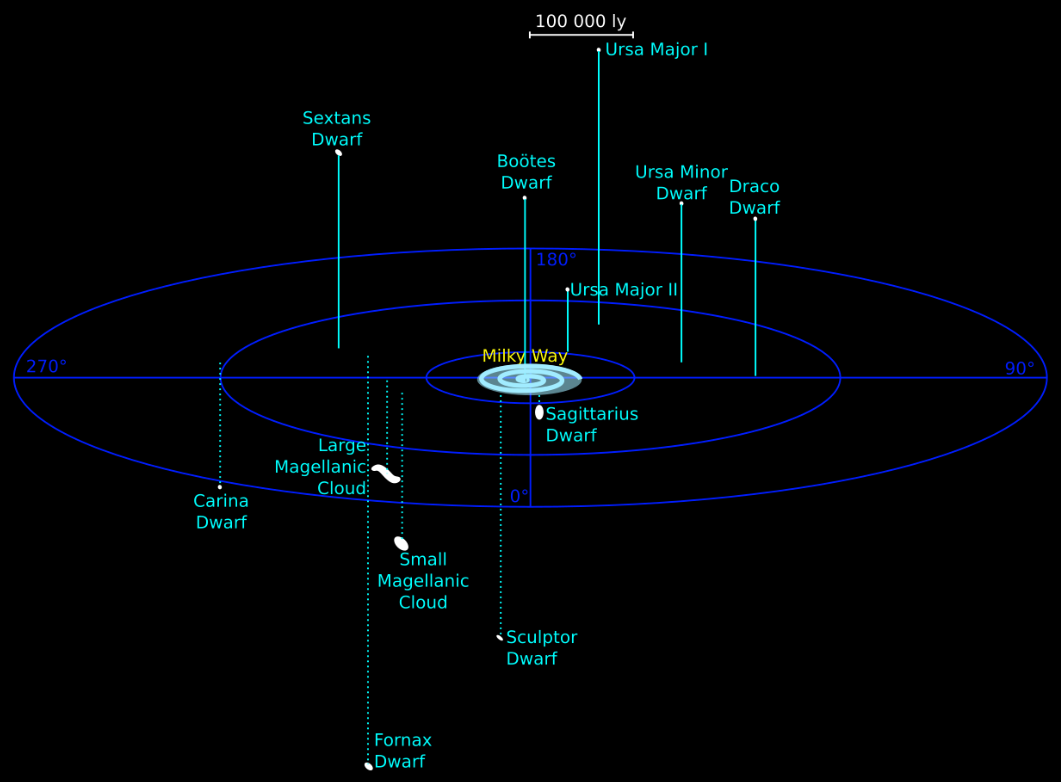 100 000 ly
Ursa Major I
Sextans
Dwarf
Boötes
Dwarf
Ursa Minor
Dwarf
Draco
Dwarf
180°
Ursa Major II
Milky Way
270°
90°
Sagittarius
Dwarf
Large
Magellanic
Cloud
0°
Carina
Dwarf
Small
Magellanic
Cloud
Sculptor
Dwarf
Fornax
Dwarf